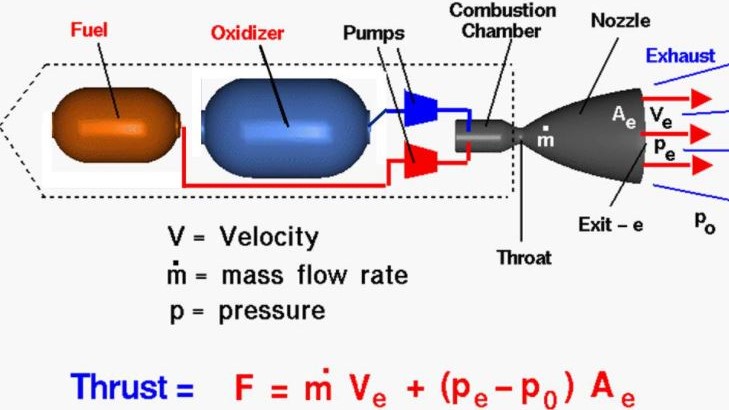 Fuel
Oxidizer
Pumps
Combustion
Chamber
Nozzle
Exhaust
Ae
Ve
ṁ
pe
Exit – e
po
Throat
V = Velocity
ṁ = mass flow rate
p = pressure
Thrust = F = ṁ Ve + (pe – p0) Ae